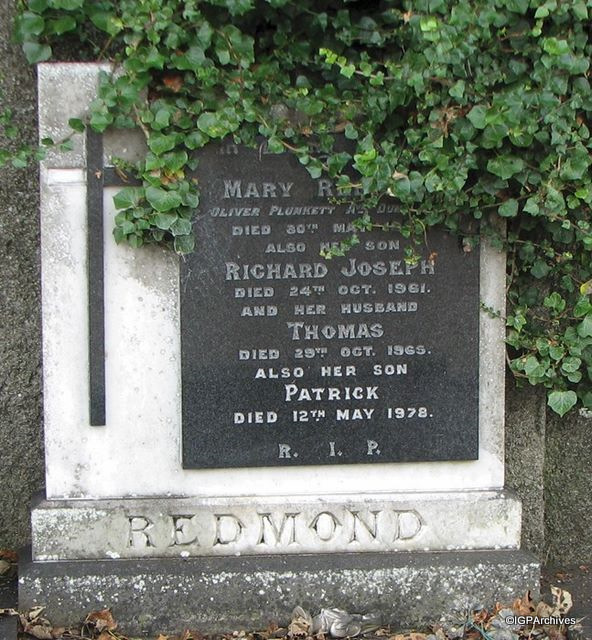 IN
MARY
OLIVER PLUNKETT
DIED 30TH
ALSO HER SON
RICHARD JOSEPH
DIED 24TH OCT. 1961.
AND HER HUSBAND
THOMAS
DIED 29TH OCT. 1965.
ALSO HER SON
PATRICK
DIED 12TH MAY 1978.
R. I. P.
REDMOND
©IGPArchives